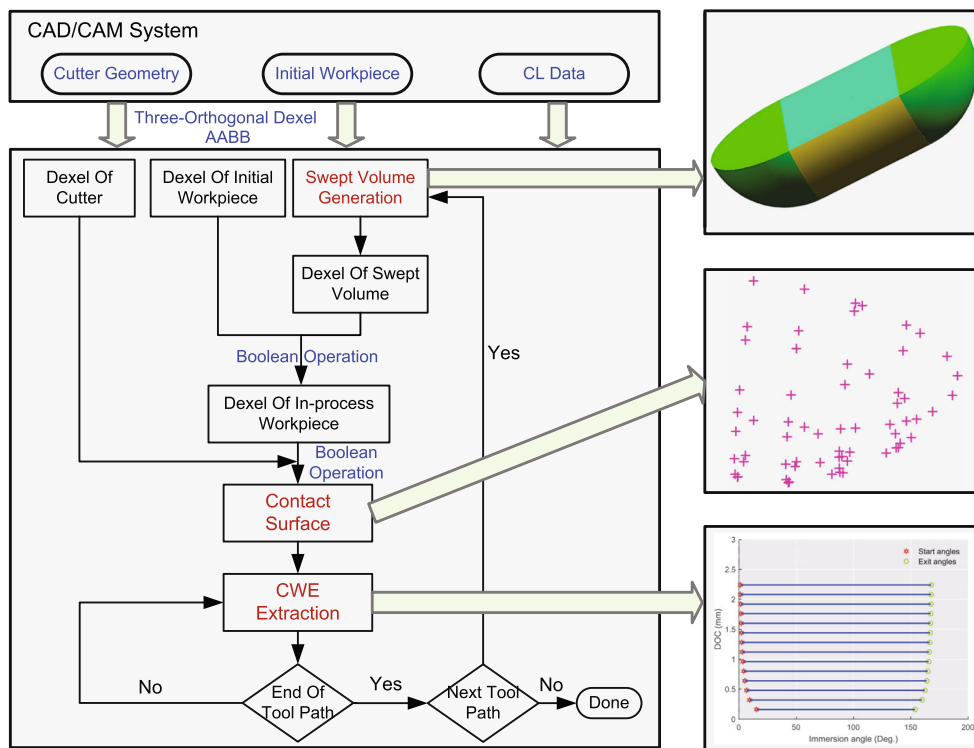 CAD/CAM System
Cutter Geometry
Initial Workpiece
CL Data
Three-Orthogonal Dexel
AABB
Dexel Of
Cutter
Dexel Of Initial
Workpiece
Swept Volume
Generation
Dexel Of Swept
Volume
Boolean Operation
Yes
Dexel Of In-process
Workpiece
Boolean
Operation
Contact
Surface
CWE
Extraction
No
End Of
Tool Path
Yes
Next Tool
Path
No
Done
3
2.5
2
1.5
1
0.5
0
DOC (mm)
Start angles
Exit angles
0
50
100
150
200
Immersion angle (Deg.)